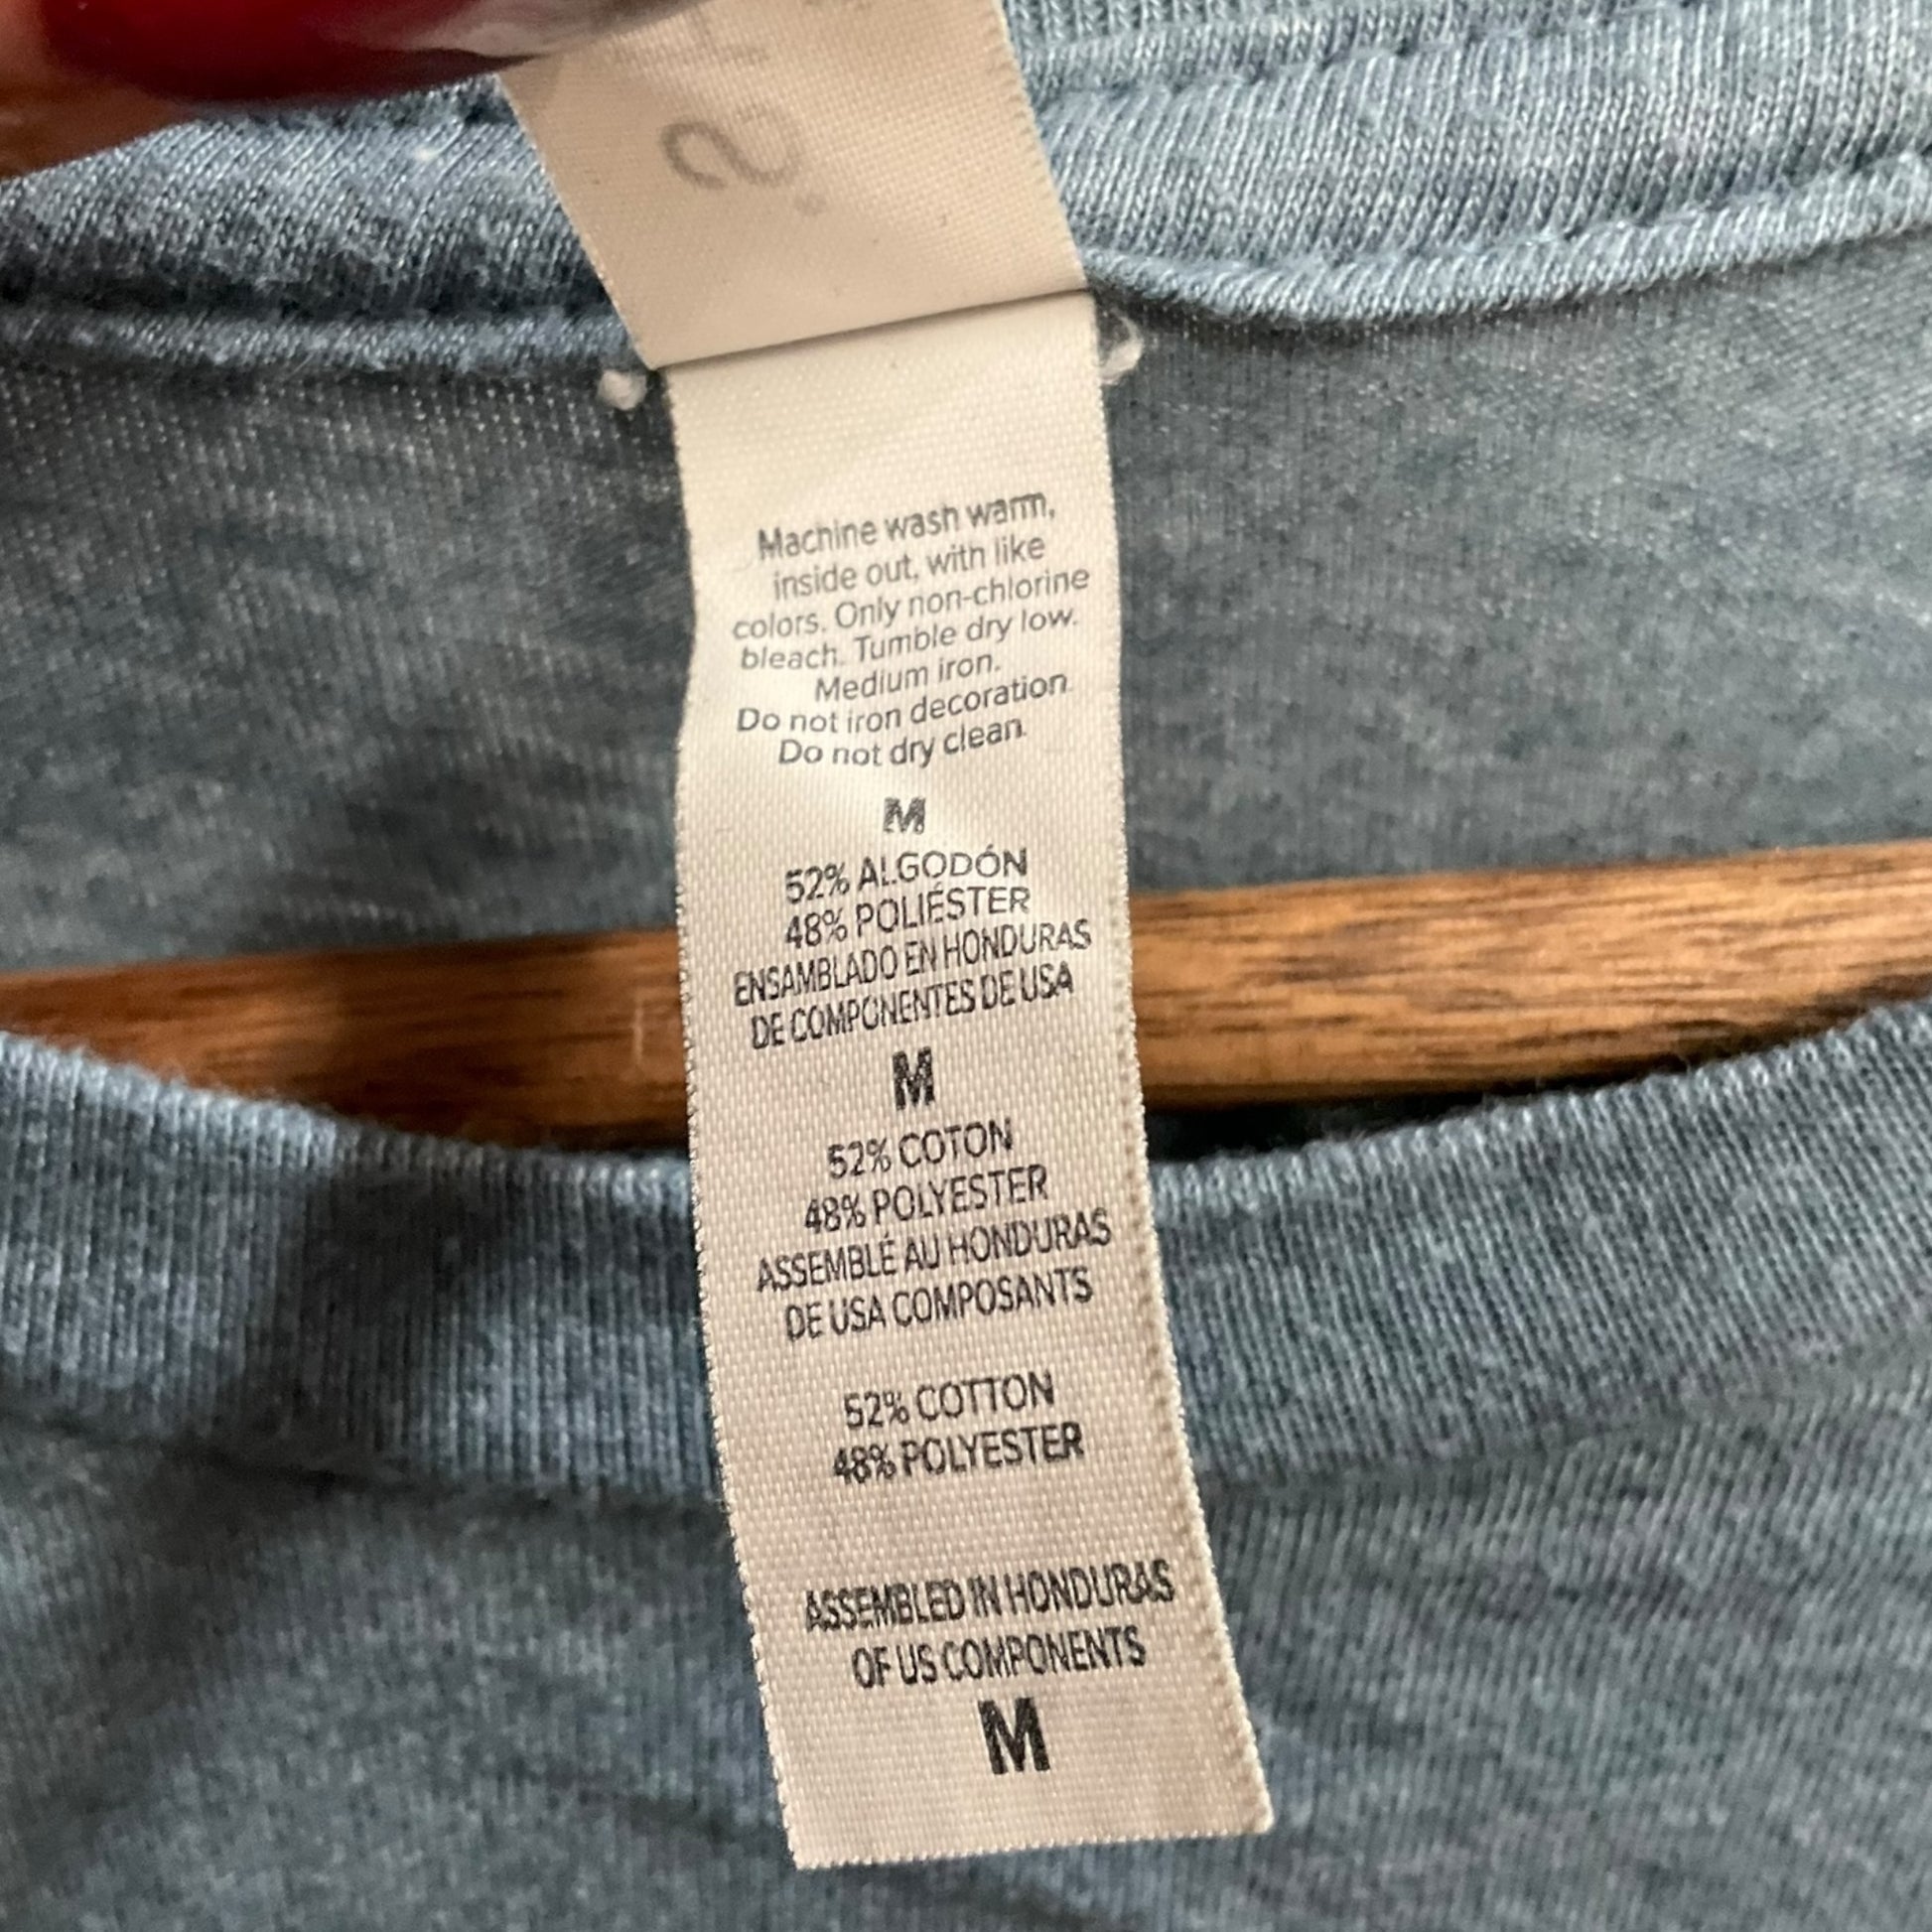 Machine wash warm,
inside out, with like
colors. Only non-chlorine
bleach. Tumble dry low.
Medium iron.
Do not iron decoration.
Do not dry clean.
M
52% ALGODÓN
48% POLIÉSTER
ENSAMBLADO EN HONDURAS
DE COMPONENTES DE USA
M
52% COTON
48% POLYESTER
ASSEMBLÉ AU HONDURAS
DE USA COMPOSANTS
52% COTTON
48% POLYESTER
ASSEMBLED IN HONDURAS
OF US COMPONENTS
M